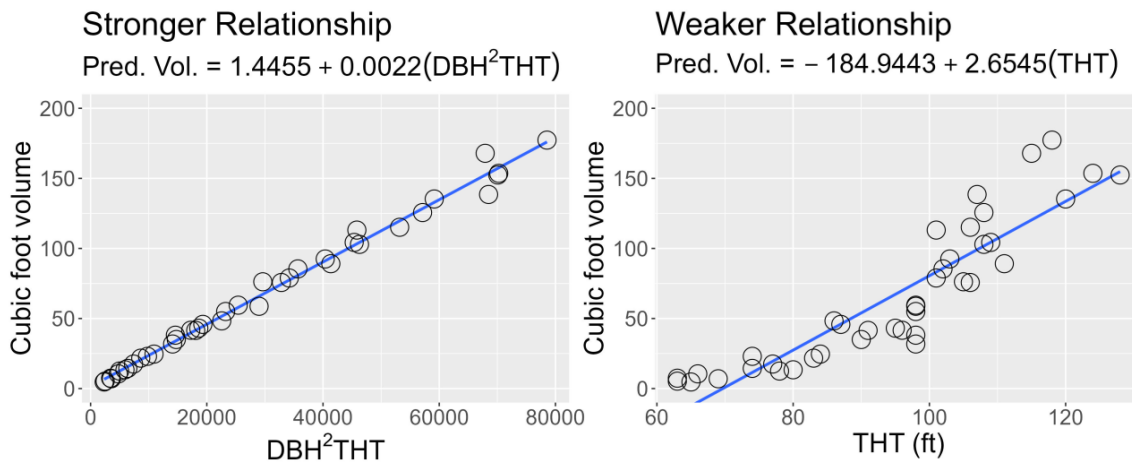 Stronger Relationship
Pred. Vol. = 1.4455 + 0.0022(DBH²THT)
200
150
100
50
0
Cubic foot volume
0 20000 40000 60000 80000
DBH²THT
Weaker Relationship
Pred. Vol. = − 184.9443 + 2.6545(THT)
200
150
100
50
0
Cubic foot volume
60 80 100 120
THT (ft)